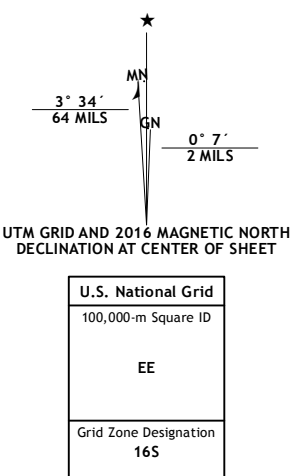 MN
3° 34´
64 MILS
GN
0° 7´
2 MILS
UTM GRID AND 2016 MAGNETIC NORTH
DECLINATION AT CENTER OF SHEET
U.S. National Grid
100,000-m Square ID
EE
Grid Zone Designation
16S